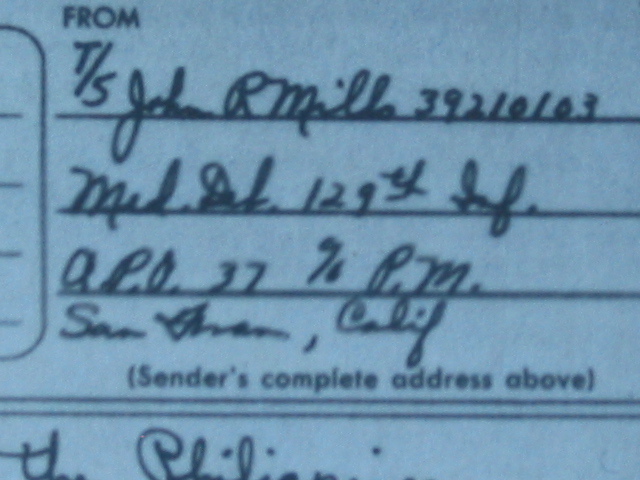 FROM
T/5 John R Mills 39210103
Med. Det. 129th Inf.
A.P.O. 37 % P.M.
San Fran, Calif
(Sender's complete address above)
the Philippines